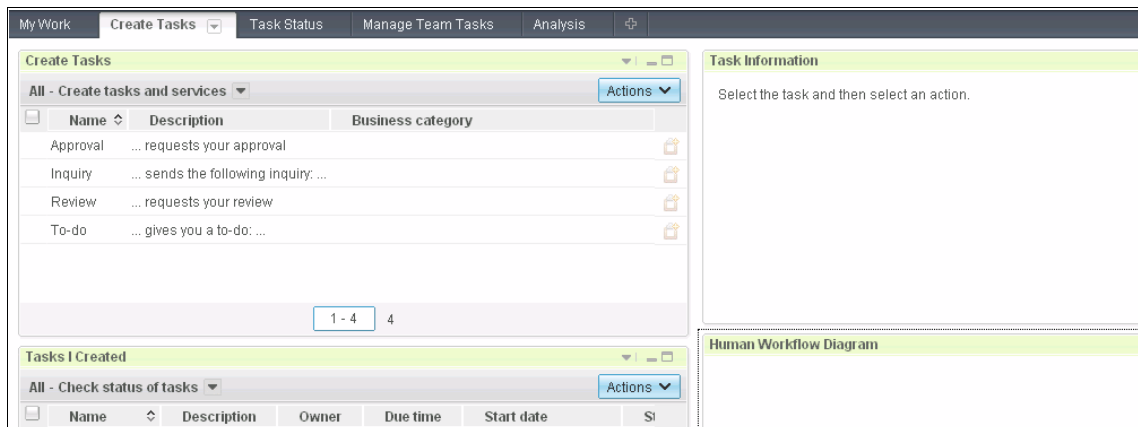 My Work Create Tasks Task Status Manage Team Tasks Analysis
Create Tasks
All - Create tasks and services Actions
Name Description Business category
Approval ... requests your approval
Inquiry ... sends the following inquiry: ...
Review ... requests your review
To-do ... gives you a to-do: ...
1 - 4 4
Tasks I Created
All - Check status of tasks Actions
Name Description Owner Due time Start date
Task Information
Select the task and then select an action.
Human Workflow Diagram